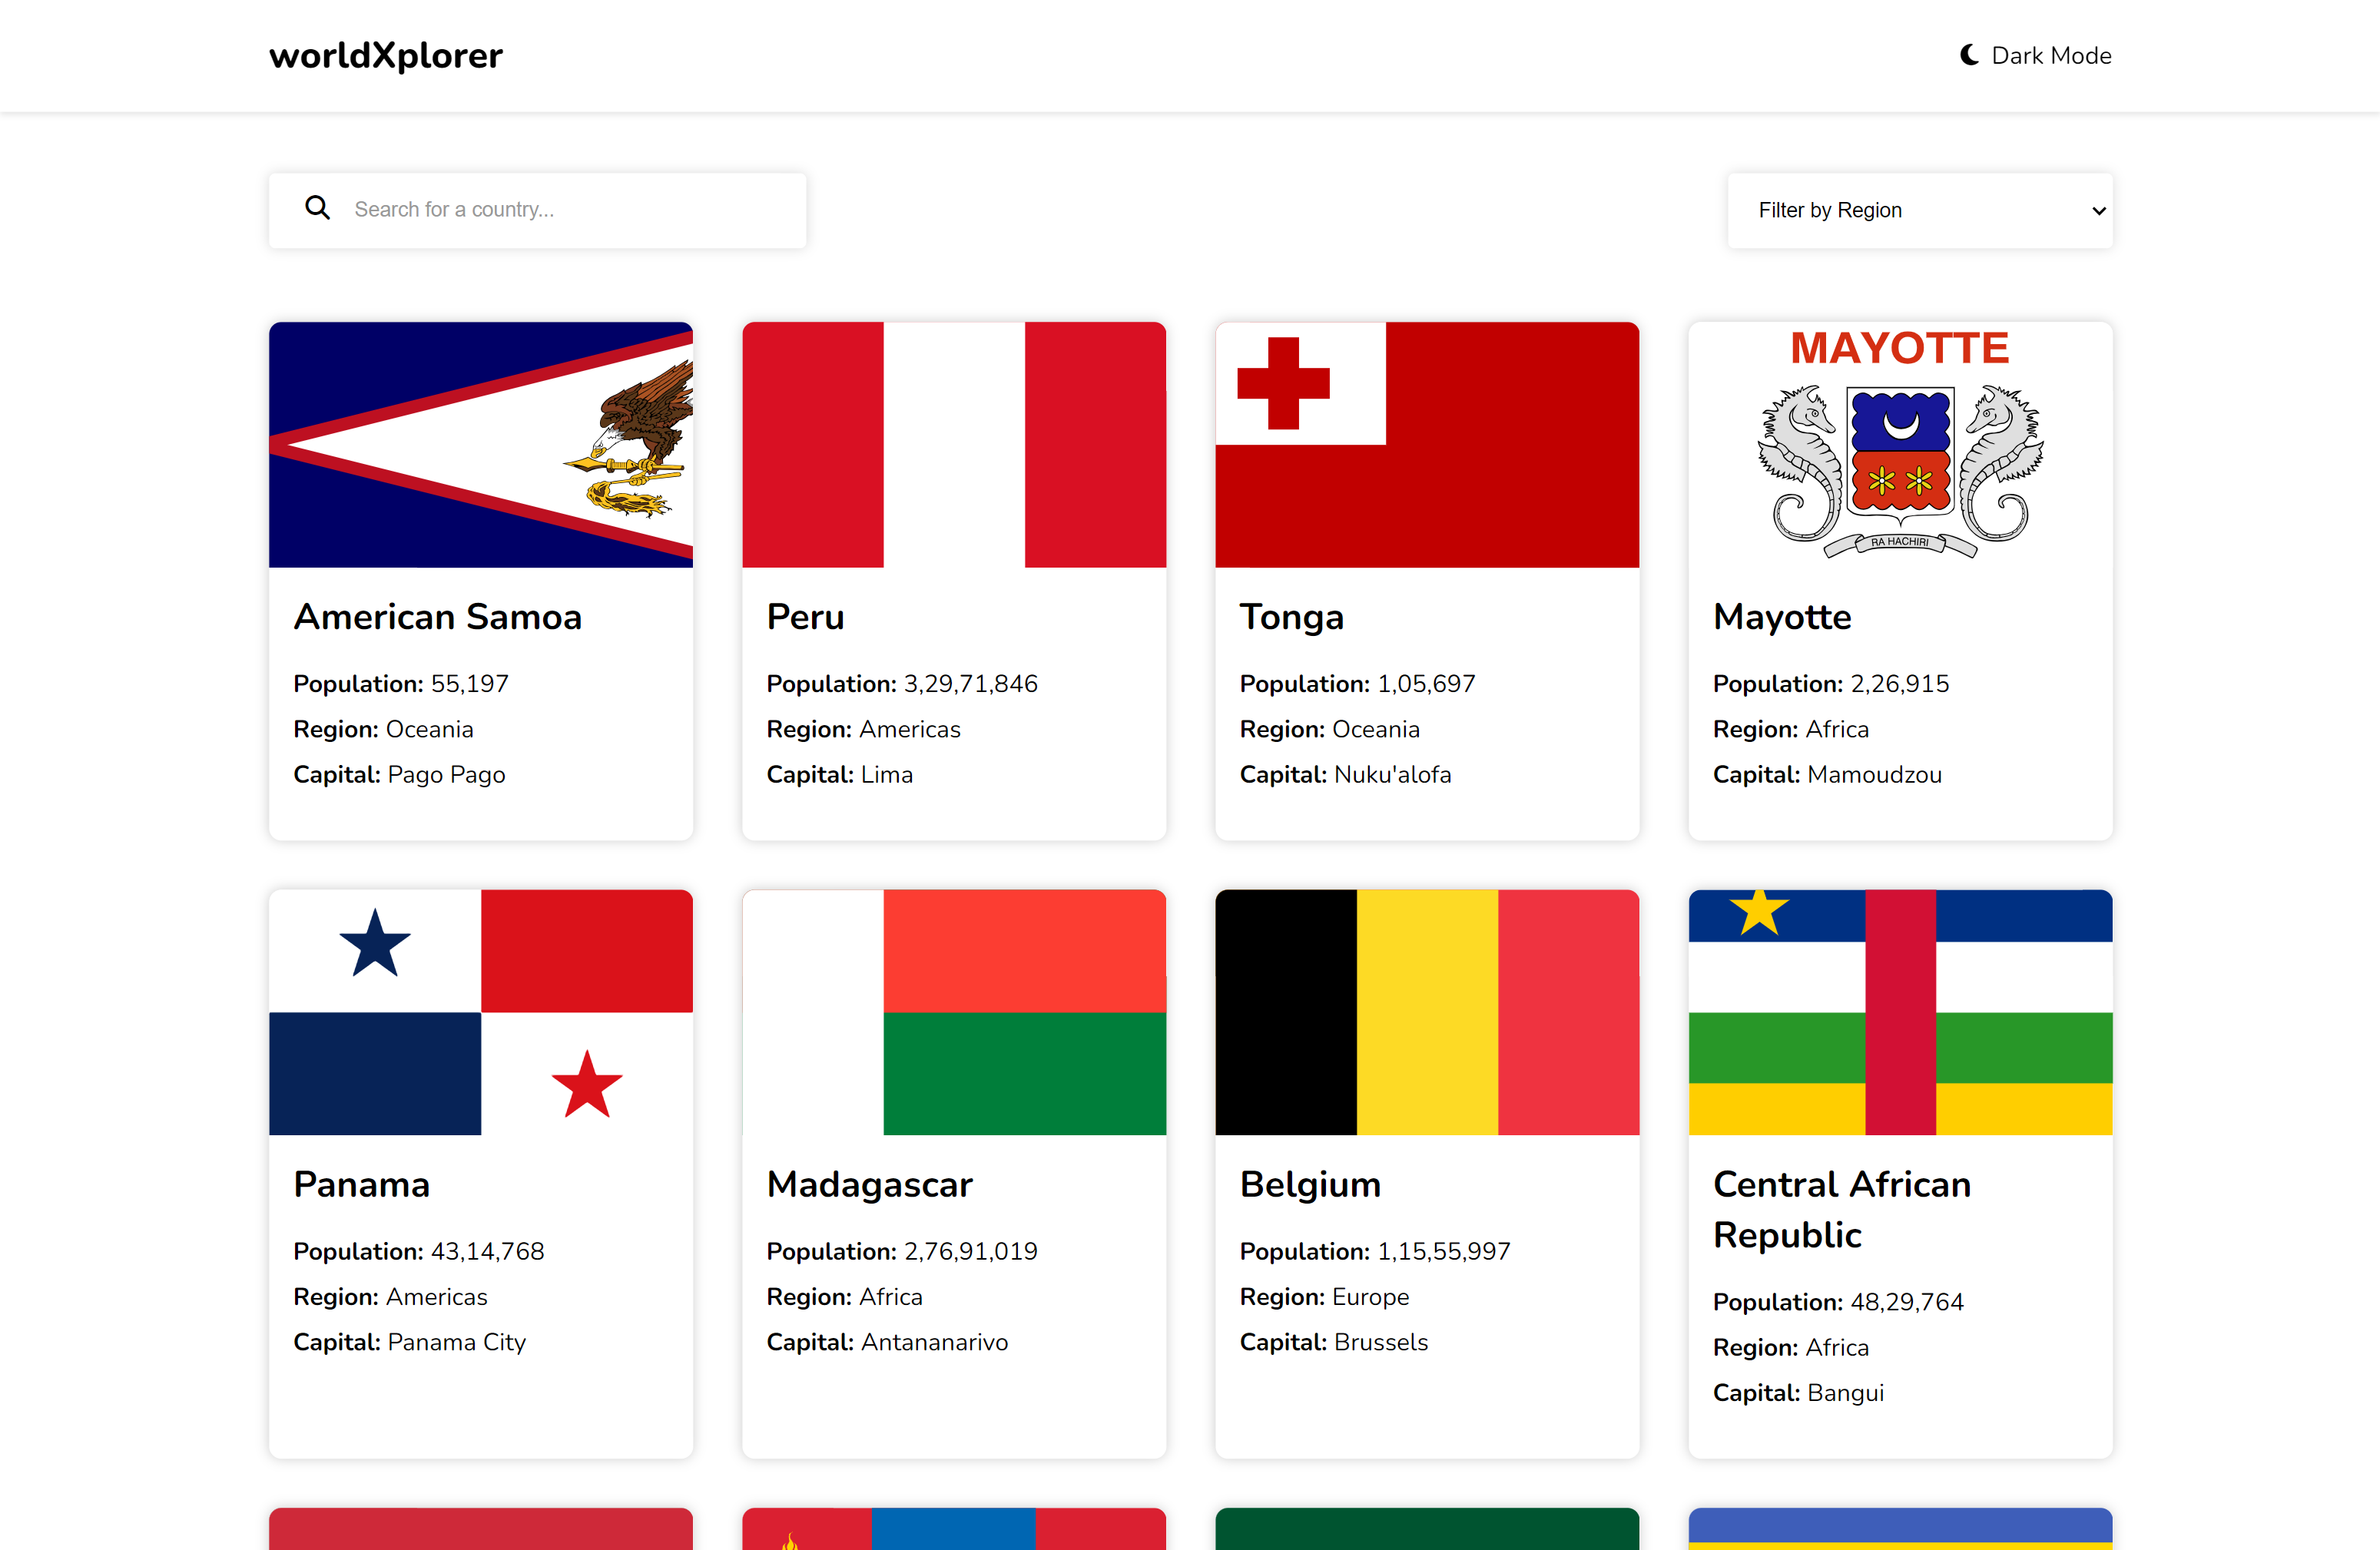 worldXplorer
Dark Mode
Search for a country...
Filter by Region
MAYOTTE
RA HACHIRI
American Samoa
Population: 55,197
Region: Oceania
Capital: Pago Pago
Peru
Population: 3,29,71,846
Region: Americas
Capital: Lima
Tonga
Population: 1,05,697
Region: Oceania
Capital: Nuku'alofa
Mayotte
Population: 2,26,915
Region: Africa
Capital: Mamoudzou
Panama
Population: 43,14,768
Region: Americas
Capital: Panama City
Madagascar
Population: 2,76,91,019
Region: Africa
Capital: Antananarivo
Belgium
Population: 1,15,55,997
Region: Europe
Capital: Brussels
Central African
Republic
Population: 48,29,764
Region: Africa
Capital: Bangui